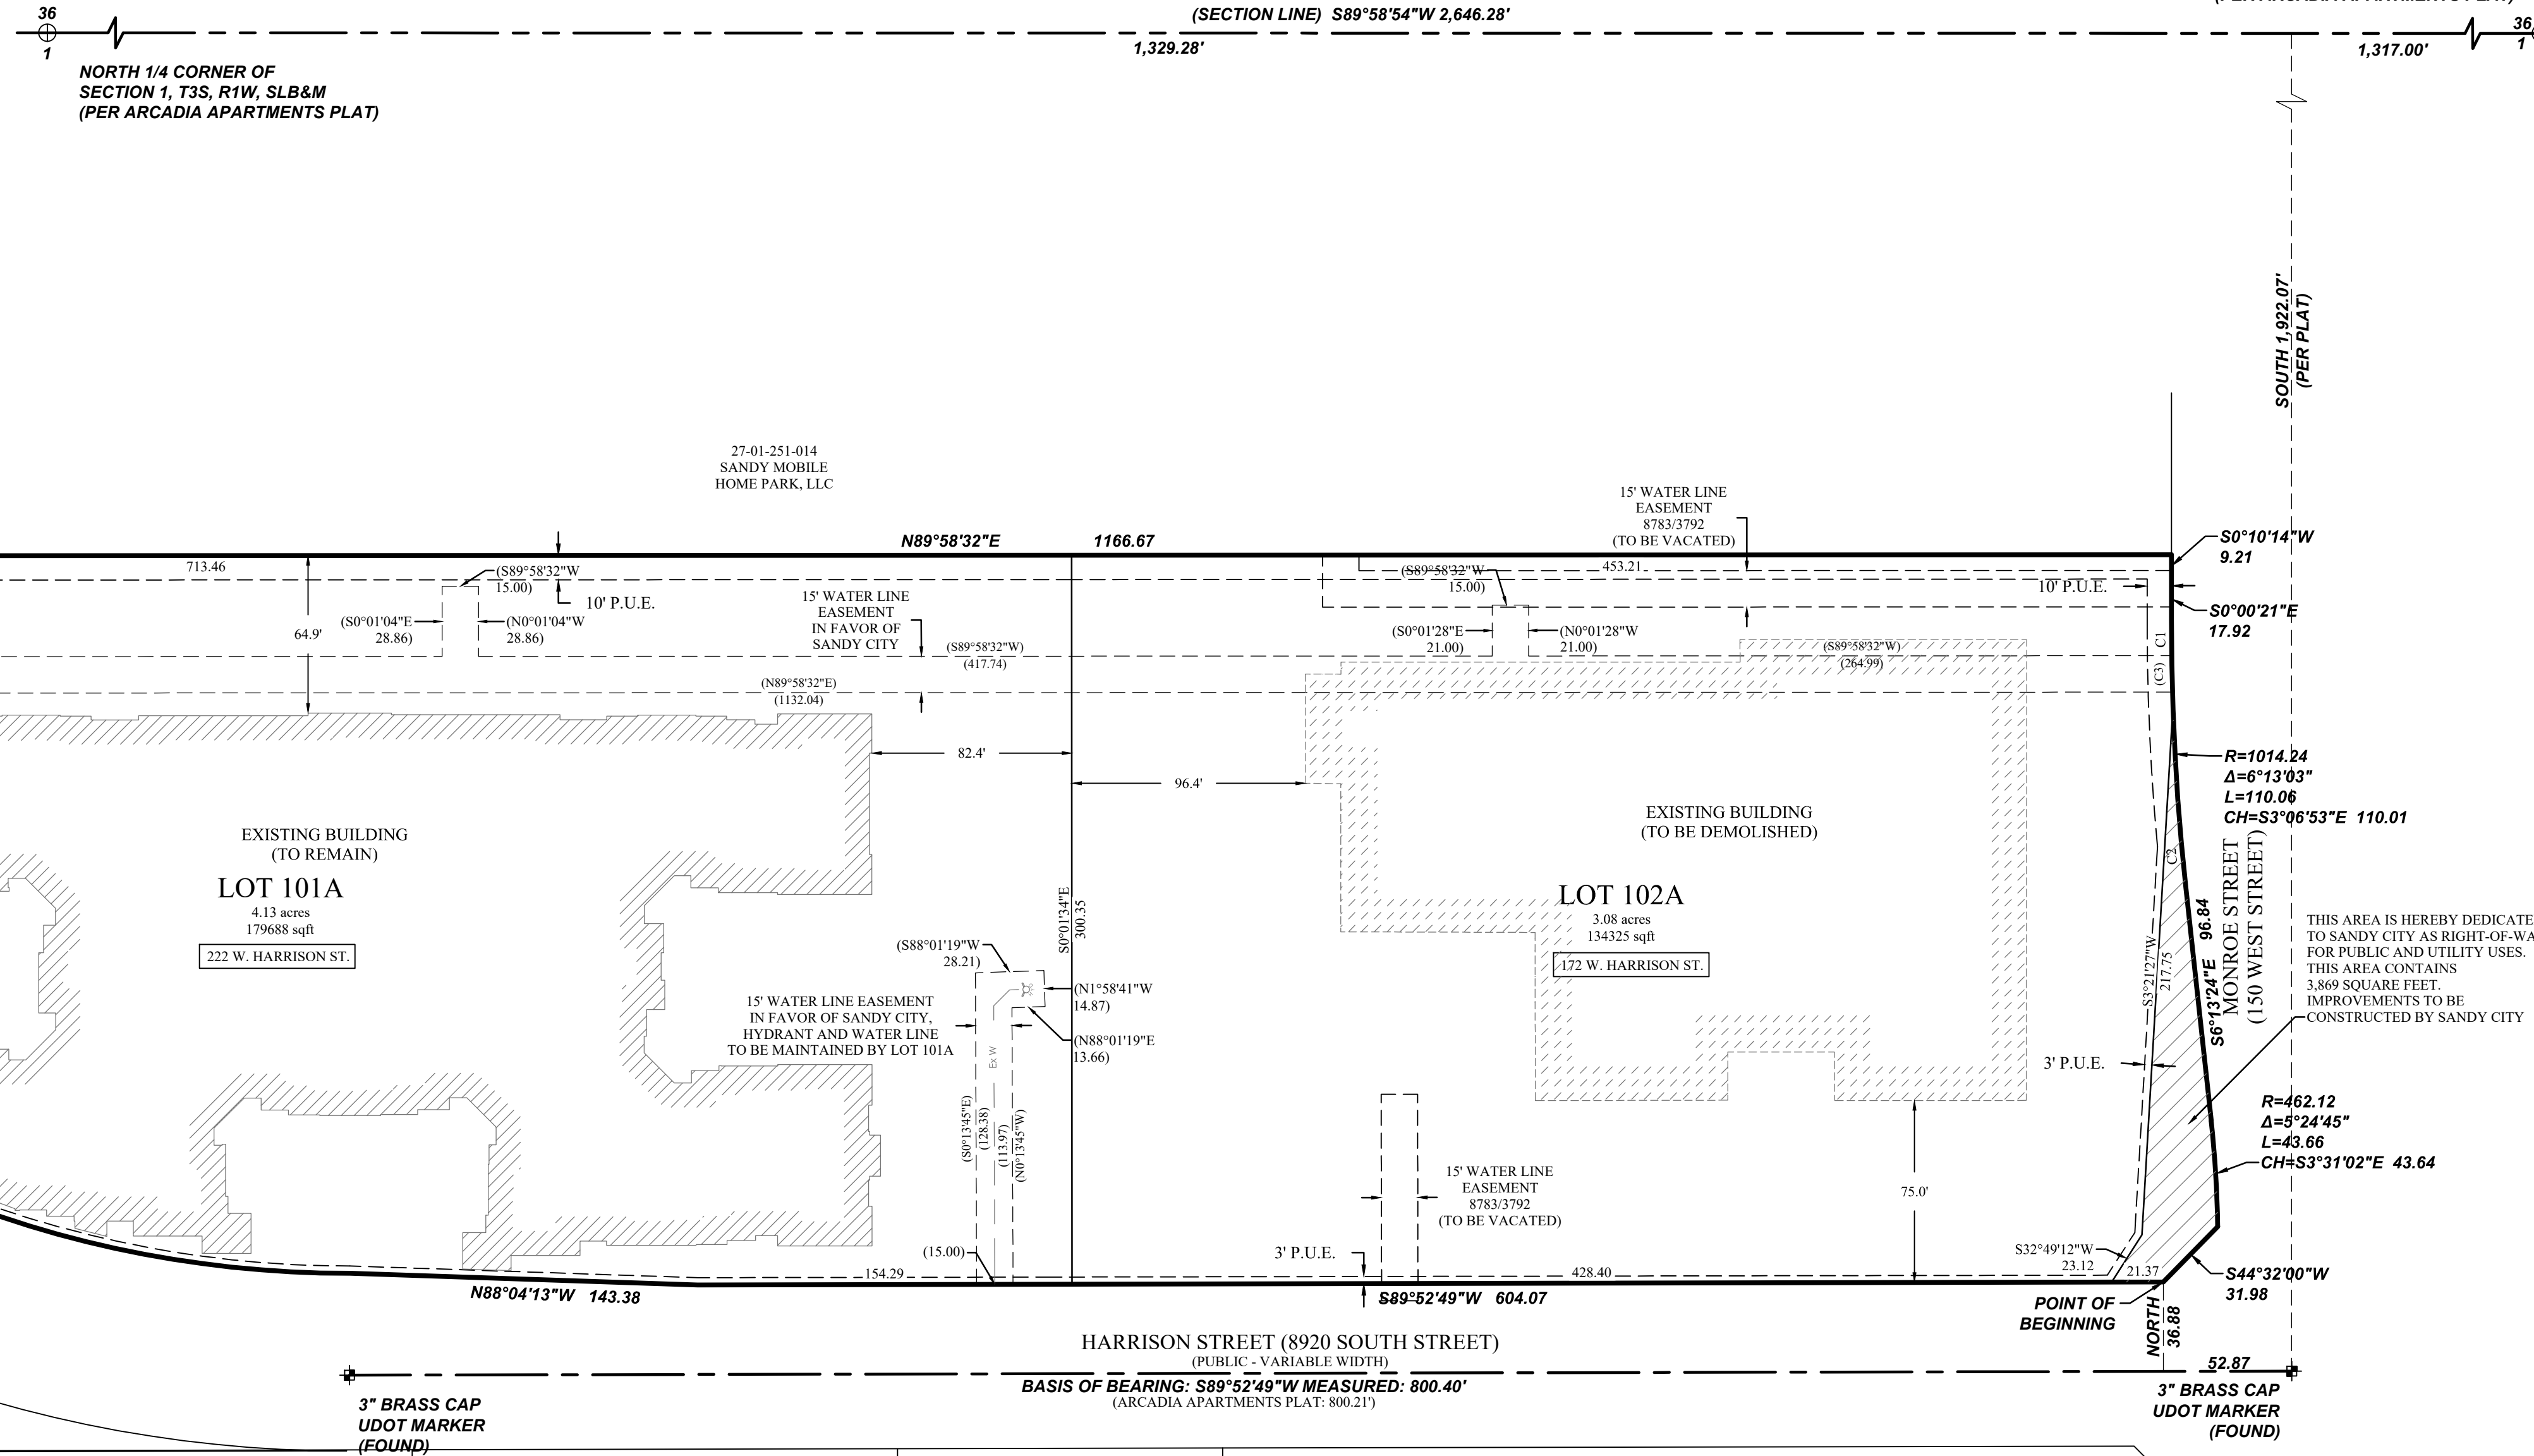 36
1
(SECTION LINE) S89°58'54"W 2,646.28'
1,329.28'
1,317.00'
36
1
NORTH 1/4 CORNER OF
SECTION 1, T3S, R1W, SLB&M
(PER ARCADIA APARTMENTS PLAT)
SOUTH 1,922.07'
(PER PLAT)
27-01-251-014
SANDY MOBILE
HOME PARK, LLC
15' WATER LINE
EASEMENT
8783/3792
(TO BE VACATED)
N89°58'32"E 1166.67
S0°10'14"W
9.21
713.46
(S89°58'32"W
15.00)
10' P.U.E.
(S0°01'04"E
28.86)
(N0°01'04"W
28.86)
64.9'
15' WATER LINE
EASEMENT
IN FAVOR OF
SANDY CITY
(S89°58'32"W)
(417.74)
(N89°58'32"E)
(1132.04)
(S89°58'32"W
15.00)
453.21
10' P.U.E.
S0°00'21"E
17.92
(S0°01'28"E
21.00)
(N0°01'28"W
21.00)
(S89°58'32"W)
(264.99)
C1
(C3)
82.4'
96.4'
R=1014.24
Δ=6°13'03"
L=110.06
CH=S3°06'53"E 110.01
EXISTING BUILDING
(TO REMAIN)
LOT 101A
4.13 acres
179688 sqft
222 W. HARRISON ST.
EXISTING BUILDING
(TO BE DEMOLISHED)
LOT 102A
3.08 acres
134325 sqft
172 W. HARRISON ST.
S0°01'34"E
300.35
C2
S3°21'27"W
217.75
S6°13'24"E 96.84
MONROE STREET
(150 WEST STREET)
THIS AREA IS HEREBY DEDICATE
TO SANDY CITY AS RIGHT-OF-WA
FOR PUBLIC AND UTILITY USES.
THIS AREA CONTAINS
3,869 SQUARE FEET.
IMPROVEMENTS TO BE
CONSTRUCTED BY SANDY CITY
(S88°01'19"W
28.21)
(N1°58'41"W
14.87)
(N88°01'19"E
13.66)
15' WATER LINE EASEMENT
IN FAVOR OF SANDY CITY,
HYDRANT AND WATER LINE
TO BE MAINTAINED BY LOT 101A
Ex W
(S0°13'45"E)
(128.38)
(113.97)
(N0°13'45"W)
3' P.U.E.
R=462.12
Δ=5°24'45"
L=43.66
CH=S3°31'02"E 43.64
15' WATER LINE
EASEMENT
8783/3792
(TO BE VACATED)
75.0'
(15.00)
3' P.U.E.
S32°49'12"W
23.12
154.29
428.40
21.37
S44°32'00"W
31.98
N88°04'13"W 143.38
S89°52'49"W 604.07
POINT OF
BEGINNING
NORTH
36.88
HARRISON STREET (8920 SOUTH STREET)
(PUBLIC - VARIABLE WIDTH)
52.87
BASIS OF BEARING: S89°52'49"W MEASURED: 800.40'
(ARCADIA APARTMENTS PLAT: 800.21')
3" BRASS CAP
UDOT MARKER
(FOUND)
3" BRASS CAP
UDOT MARKER
(FOUND)